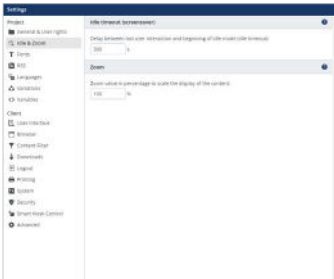 Settings
Project
General & User rights
Idle & Zoom
Fonts
RSS
Languages
Variations
Variables
Client
User Interface
Browser
Content Filter
Downloads
Logout
Printing
System
Security
Smart Kiosk Control
Advanced
Idle timeout (screensaver)
Delay between last user interaction and beginning of idle mode (idle timeout)
300 s
Zoom
Zoom value in percentage to scale the display of the content
100 %